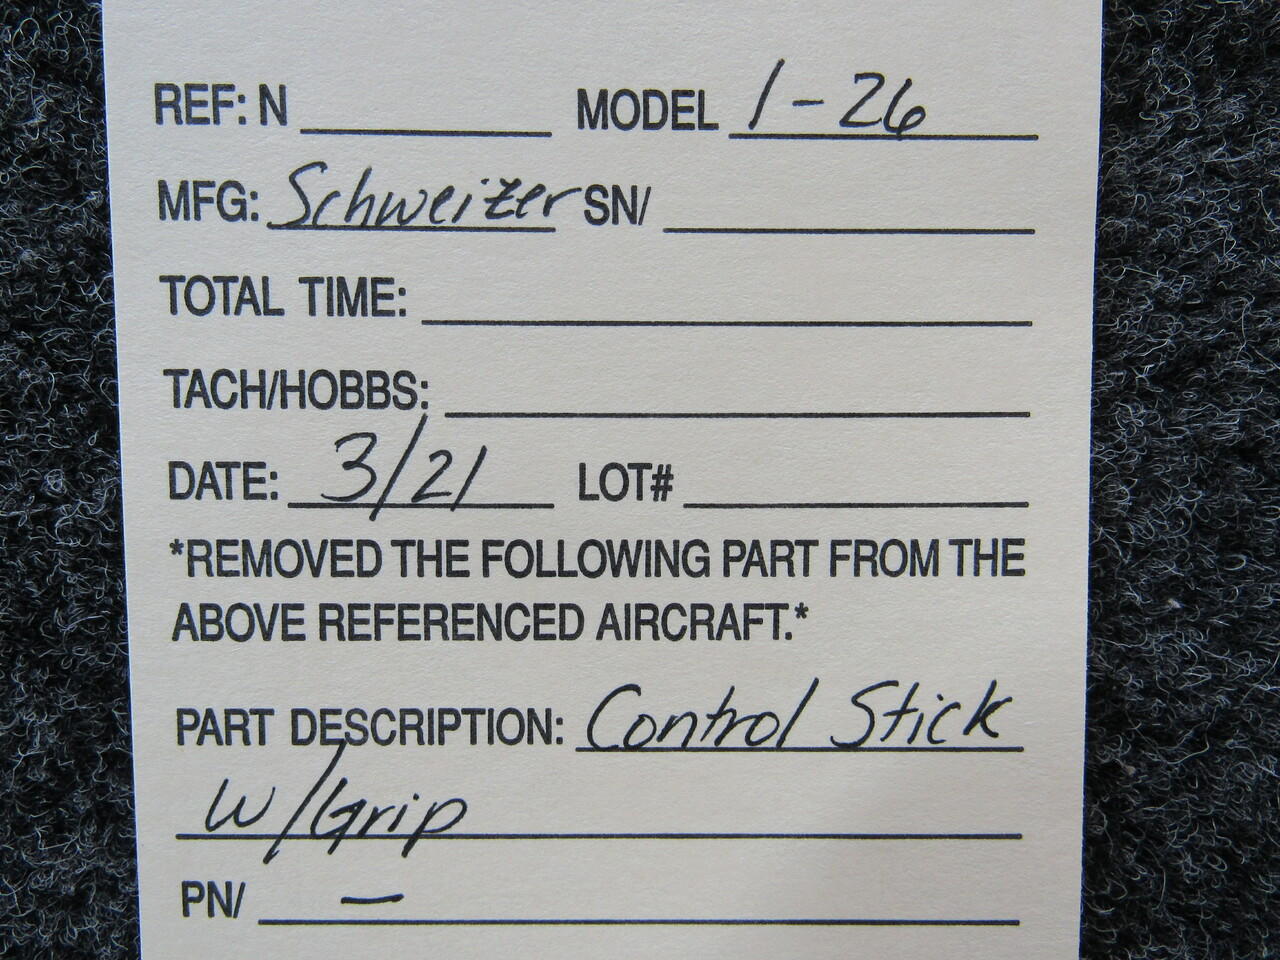 REF: N MODEL 1-26
MFG: Schweizer SN/
TOTAL TIME:
TACH/HOBBS:
DATE: 3/21 LOT#
*REMOVED THE FOLLOWING PART FROM THE
ABOVE REFERENCED AIRCRAFT.*
PART DESCRIPTION: Control Stick
w/Grip
PN/ —